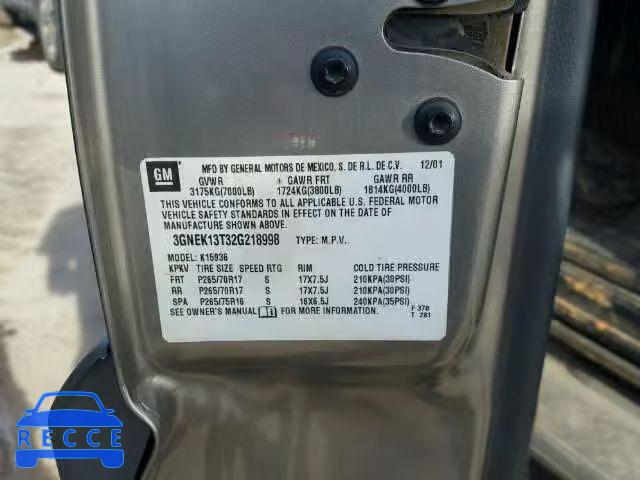 GM
MFD BY GENERAL MOTORS DE MEXICO, S. DE R.L. DE C.V. 12/01
GVWR + GAWR FRT GAWR RR
3175KG(7000LB) 1724KG(3800LB) 1814KG(4000LB)
THIS VEHICLE CONFORMS TO ALL APPLICABLE U.S. FEDERAL MOTOR
VEHICLE SAFETY STANDARDS IN EFFECT ON THE DATE OF
MANUFACTURE SHOWN ABOVE.
3GNEK13T32G218998 TYPE: M.P.V.
MODEL: K15936
KPKV TIRE SIZE SPEED RTG RIM COLD TIRE PRESSURE
FRT P265/70R17 S 17X7.5J 210KPA(30PSI)
RR P265/70R17 S 17X7.5J 210KPA(30PSI)
SPA P265/75R16 S 16X6.5J 240KPA(35PSI)
SEE OWNER'S MANUAL FOR MORE INFORMATION.
F 370
T 281
RECCE